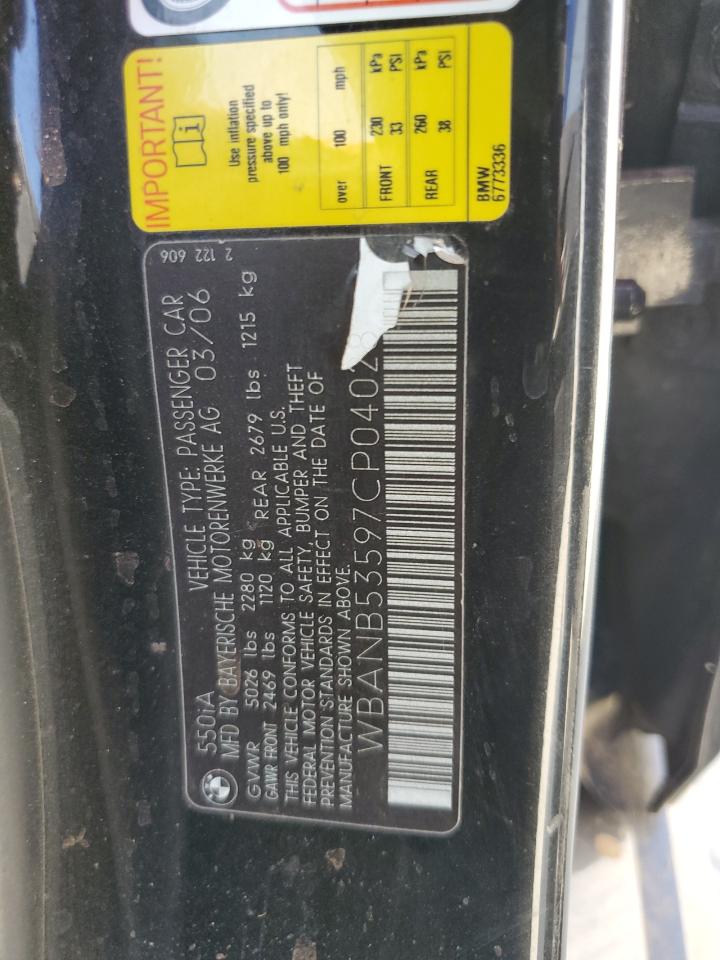 IMPORTANT!
Use inflation
pressure specified
above up to
100 mph only!
over 100 mph
FRONT 230 kPa
33 PSI
REAR 260 kPa
38 PSI
BMW
6773336
2 122 606
550iA VEHICLE TYPE: PASSENGER CAR
MFD BY BAYERISCHE MOTORENWERKE AG 03/06
GVWR 5026 lbs 2280 kg
GAWR FRONT 2469 lbs 1120 kg REAR 2679 lbs 1215 kg
THIS VEHICLE CONFORMS TO ALL APPLICABLE U.S.
FEDERAL MOTOR VEHICLE SAFETY, BUMPER AND THEFT
PREVENTION STANDARDS IN EFFECT ON THE DATE OF
MANUFACTURE SHOWN ABOVE.
WBANB53597CP0402